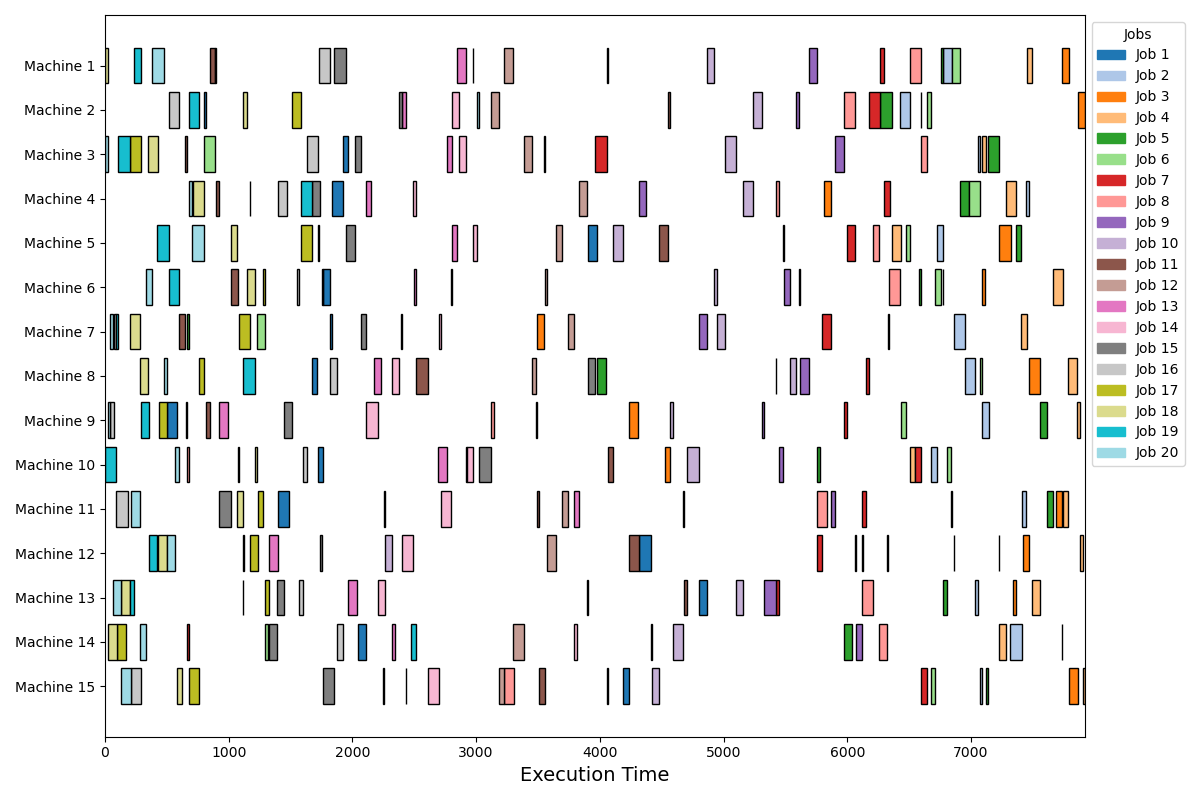 Machine 1
Machine 2
Machine 3
Machine 4
Machine 5
Machine 6
Machine 7
Machine 8
Machine 9
Machine 10
Machine 11
Machine 12
Machine 13
Machine 14
Machine 15
0 1000 2000 3000 4000 5000 6000 7000
Execution Time
Jobs
Job 1
Job 2
Job 3
Job 4
Job 5
Job 6
Job 7
Job 8
Job 9
Job 10
Job 11
Job 12
Job 13
Job 14
Job 15
Job 16
Job 17
Job 18
Job 19
Job 20